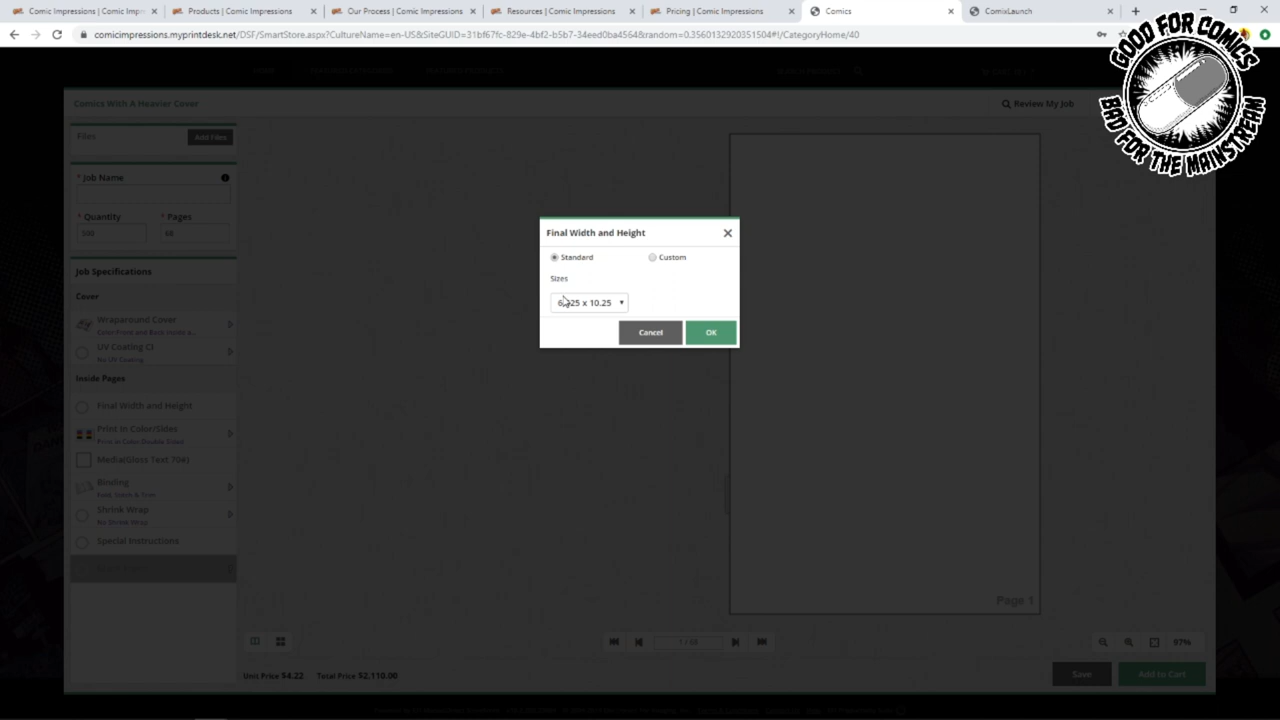 Comic Impressions | Comic Impr
Products | Comic Impressions
Our Process | Comic Impressions
Resources | Comic Impressions
Pricing | Comic Impressions
Comics
ComixLaunch
comicimpressions.myprintdesk.net/DSF/SmartStore.aspx?CultureName=en-US&SiteGUID=31bf67fc-829e-4bf2-b5b7-34eed0ba4564&random=0.3560132920351504#!/CategoryHome/40
GOOD FOR COMICS
BAD FOR THE MAINSTREAM
Comics With A Heavier Cover
Review My Job
Files
Add Files
* Job Name
* Quantity
* Pages
500
68
Job Specifications
Cover
Wraparound Cover
Color Front and Back Inside a...
UV Coating CI
No UV Coating
Inside Pages
Final Width and Height
Print in Color/Sides
Print in Color Double Sided
Media(Gloss Text 70#)
Binding
Fold, Stitch & Trim
Shrink Wrap
No Shrink Wrap
Special Instructions
Final Width and Height
Standard
Custom
Sizes
x 10.25
Cancel
OK
Page 1
1 / 68
97%
Unit Price $4.22
Total Price $2,110.00
Save
Add to Cart